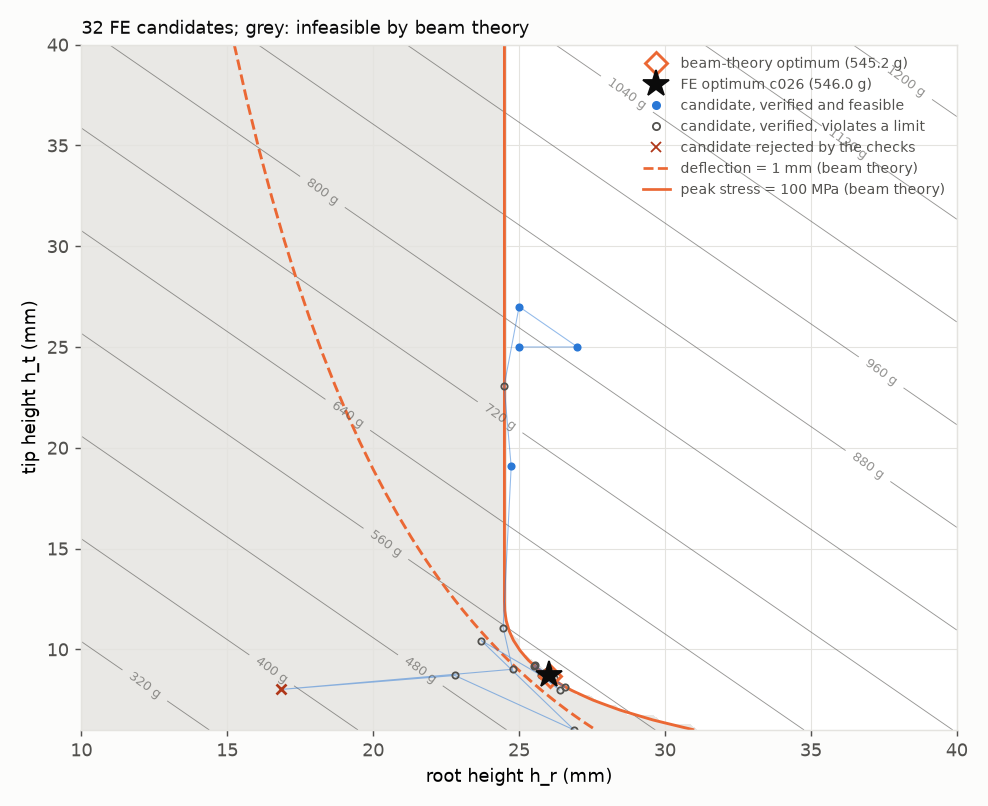 32 FE candidates; grey: infeasible by beam theory
beam-theory optimum (545.2 g)
FE optimum c026 (546.0 g)
candidate, verified and feasible
candidate, verified, violates a limit
candidate rejected by the checks
deflection = 1 mm (beam theory)
peak stress = 100 MPa (beam theory)
1200 g
1040 g
1120 g
800 g
960 g
640 g
720 g
880 g
560 g
320 g
400 g
480 g
40
35
30
25
20
15
10
tip height h_t (mm)
10
15
20
25
30
35
40
root height h_r (mm)